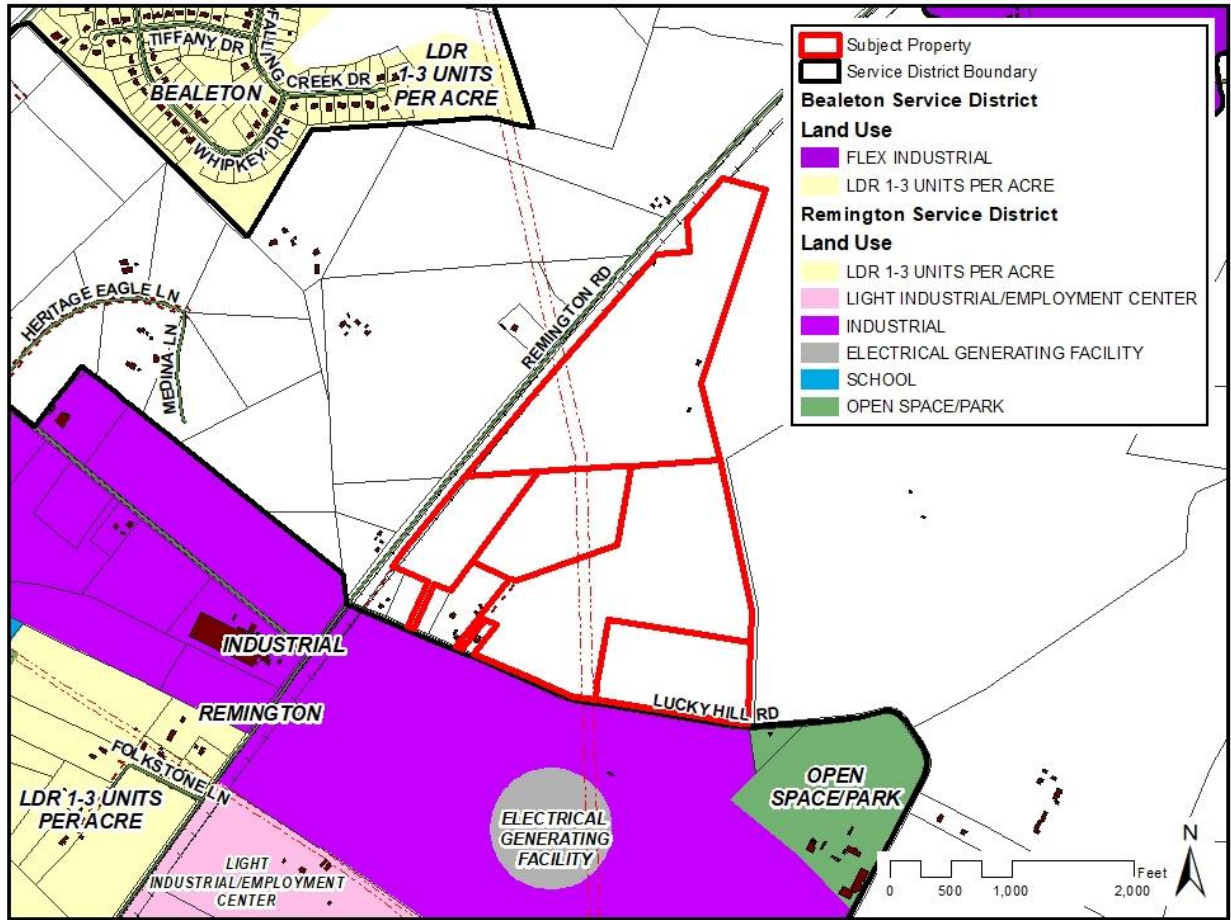 TIFFANY DR
FALLING CREEK DR
BEALETON
WHIPKEY DR
LDR
1-3 UNITS
PER ACRE
HERITAGE EAGLE LN
MEDINA LN
REMINGTON RD
INDUSTRIAL
REMINGTON
FOLKSTONE LN
LDR 1-3 UNITS
PER ACRE
LIGHT
INDUSTRIAL/EMPLOYMENT
CENTER
ELECTRICAL
GENERATING
FACILITY
LUCKY HILL RD
OPEN
SPACE/PARK
Subject Property
Service District Boundary
Bealeton Service District
Land Use
FLEX INDUSTRIAL
LDR 1-3 UNITS PER ACRE
Remington Service District
Land Use
LDR 1-3 UNITS PER ACRE
LIGHT INDUSTRIAL/EMPLOYMENT CENTER
INDUSTRIAL
ELECTRICAL GENERATING FACILITY
SCHOOL
OPEN SPACE/PARK
N
Feet
0 500 1,000 2,000